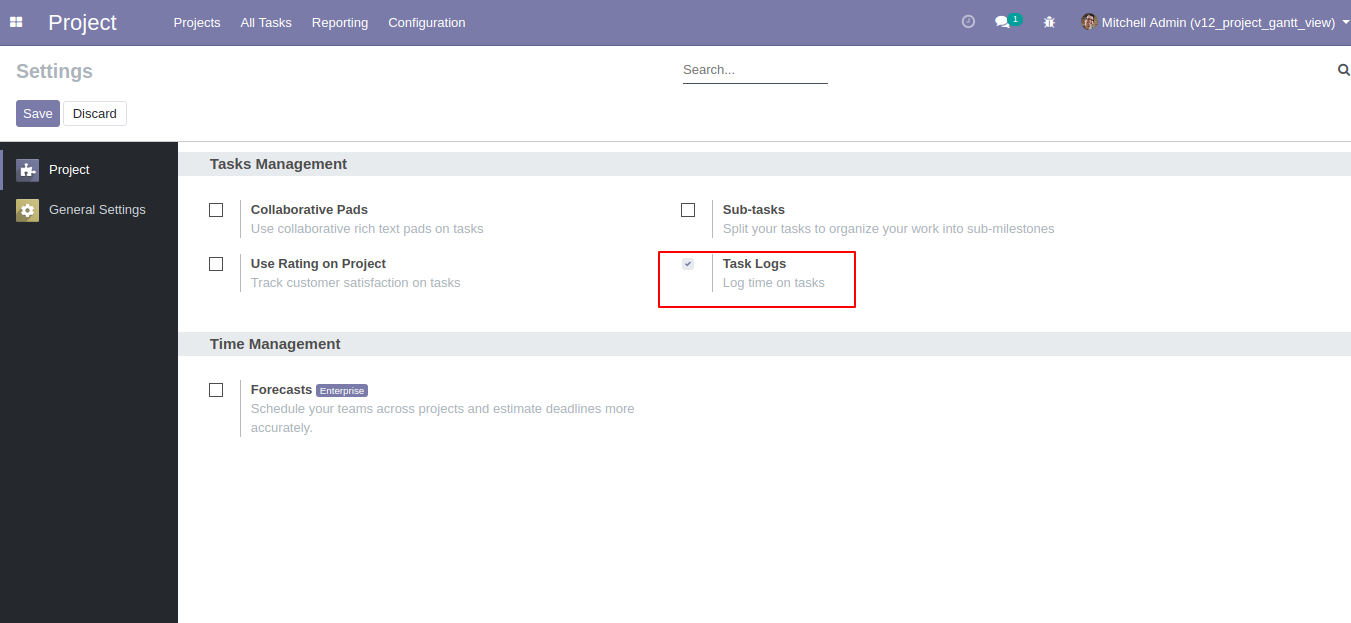 Project Projects All Tasks Reporting Configuration 1 Mitchell Admin (v12_project_gantt_view)
Settings Search...
Save Discard
Project
General Settings
Tasks Management
Collaborative Pads
Use collaborative rich text pads on tasks
Sub-tasks
Split your tasks to organize your work into sub-milestones
Use Rating on Project
Track customer satisfaction on tasks
Task Logs
Log time on tasks
Time Management
Forecasts Enterprise
Schedule your teams across projects and estimate deadlines more
accurately.